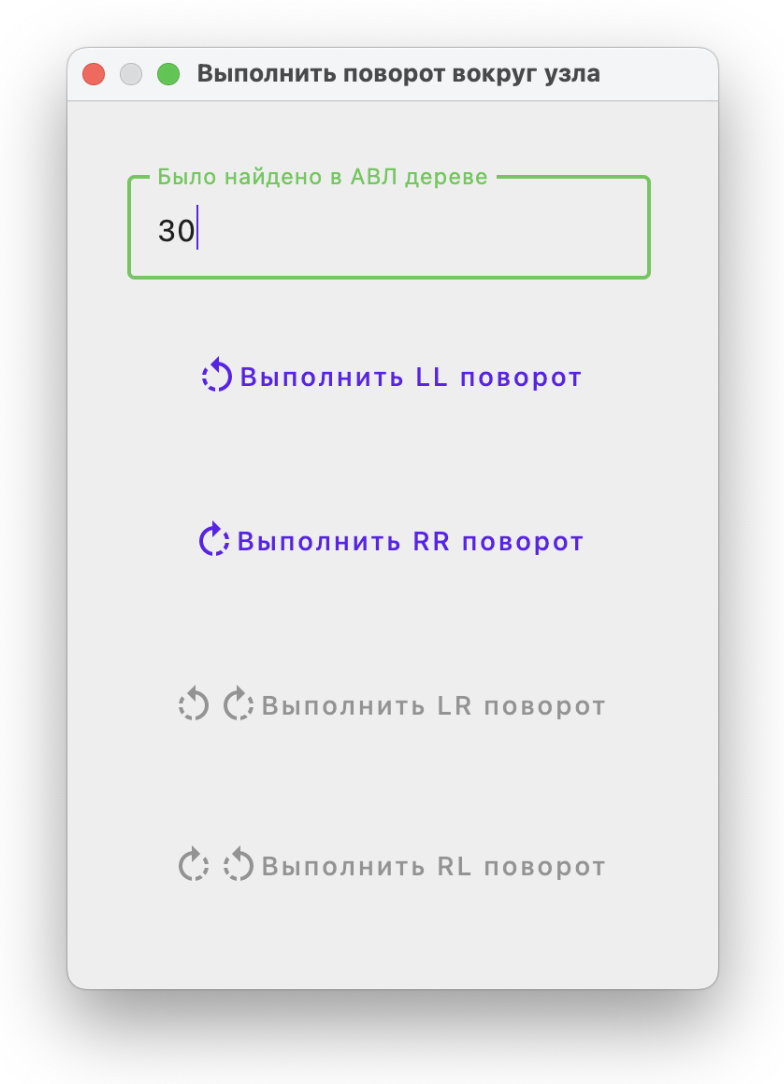 Выполнить поворот вокруг узла
Было найдено в АВЛ дереве
30
Выполнить LL поворот
Выполнить RR поворот
Выполнить LR поворот
Выполнить RL поворот